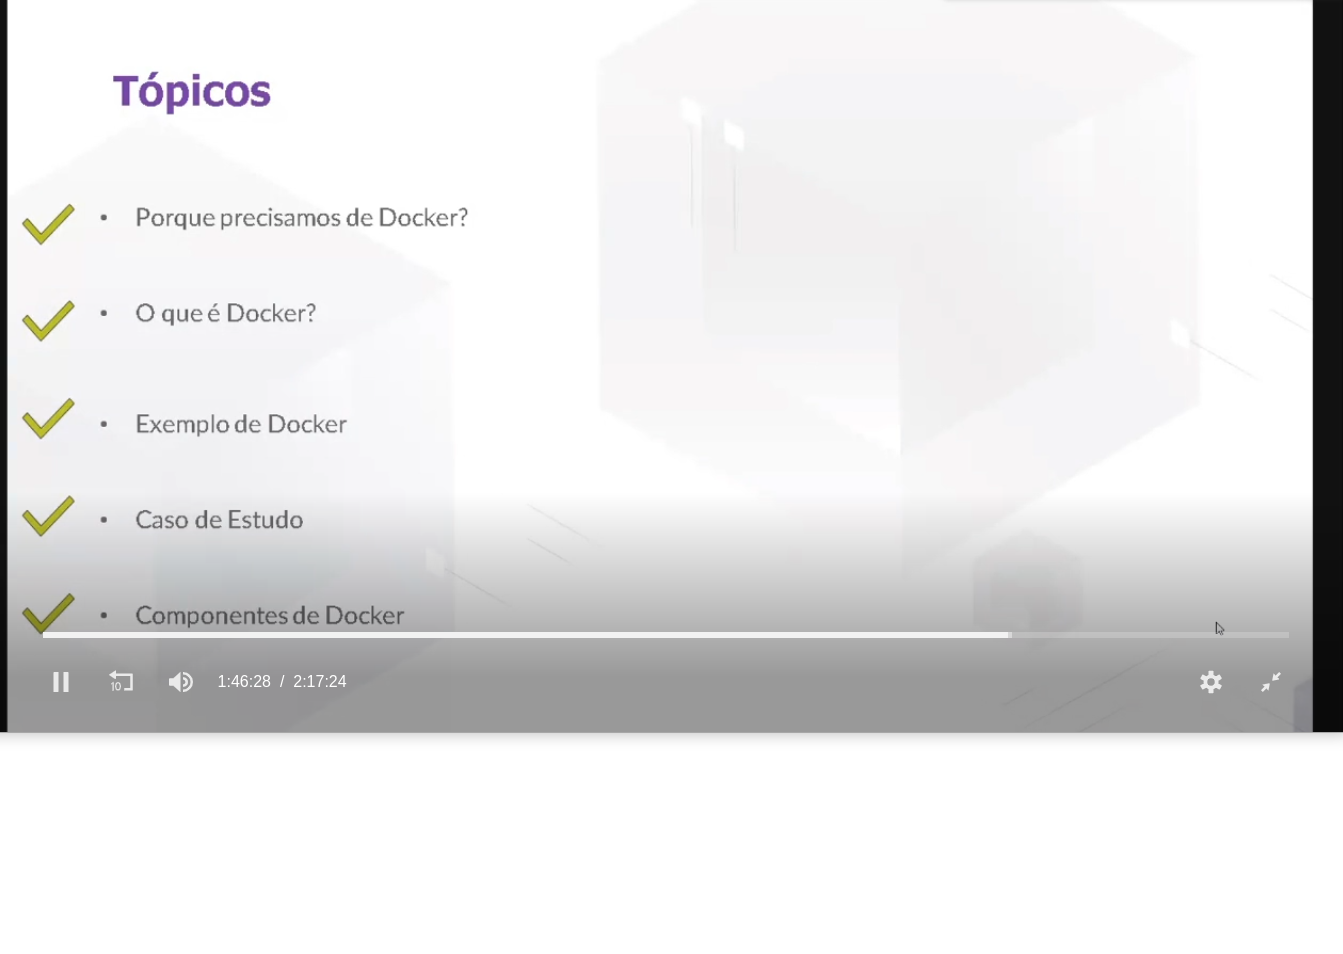 Tópicos
• Porque precisamos de Docker?
• O que é Docker?
• Exemplo de Docker
• Caso de Estudo
• Componentes de Docker
10
1:46:28 / 2:17:24